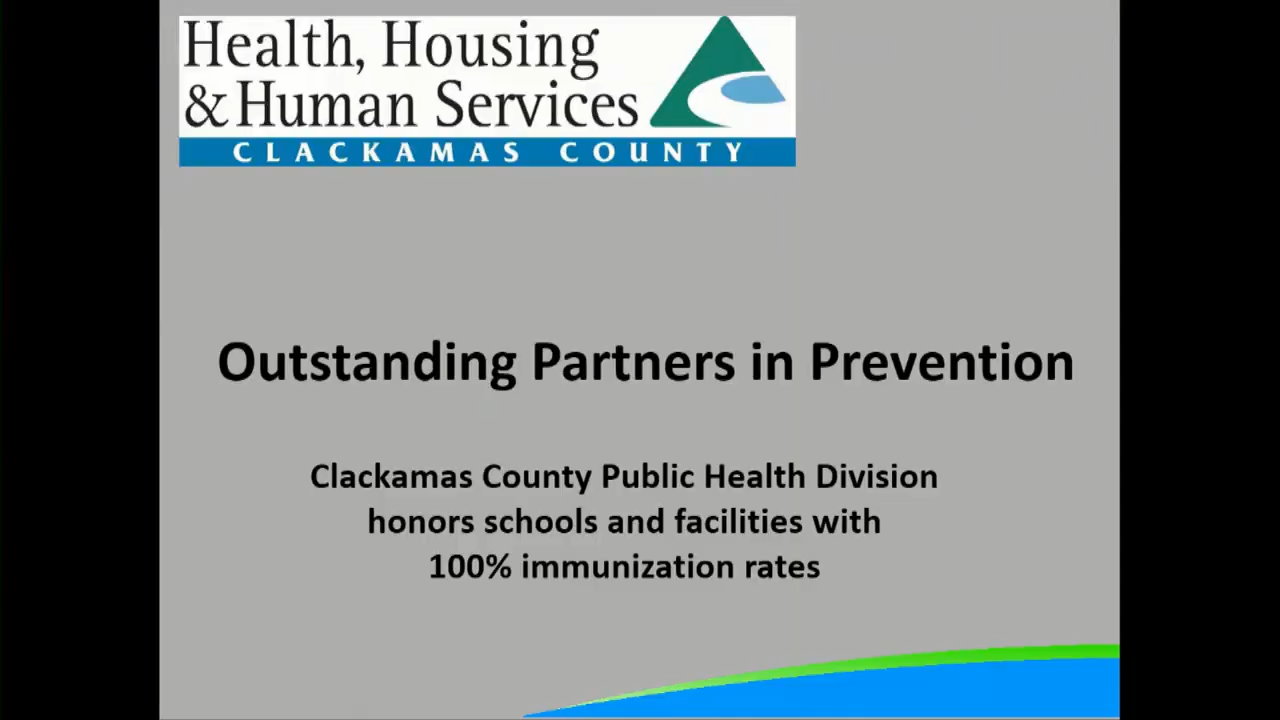 Health, Housing
& Human Services
CLACKAMAS COUNTY
Outstanding Partners in Prevention
Clackamas County Public Health Division
honors schools and facilities with
100% immunization rates